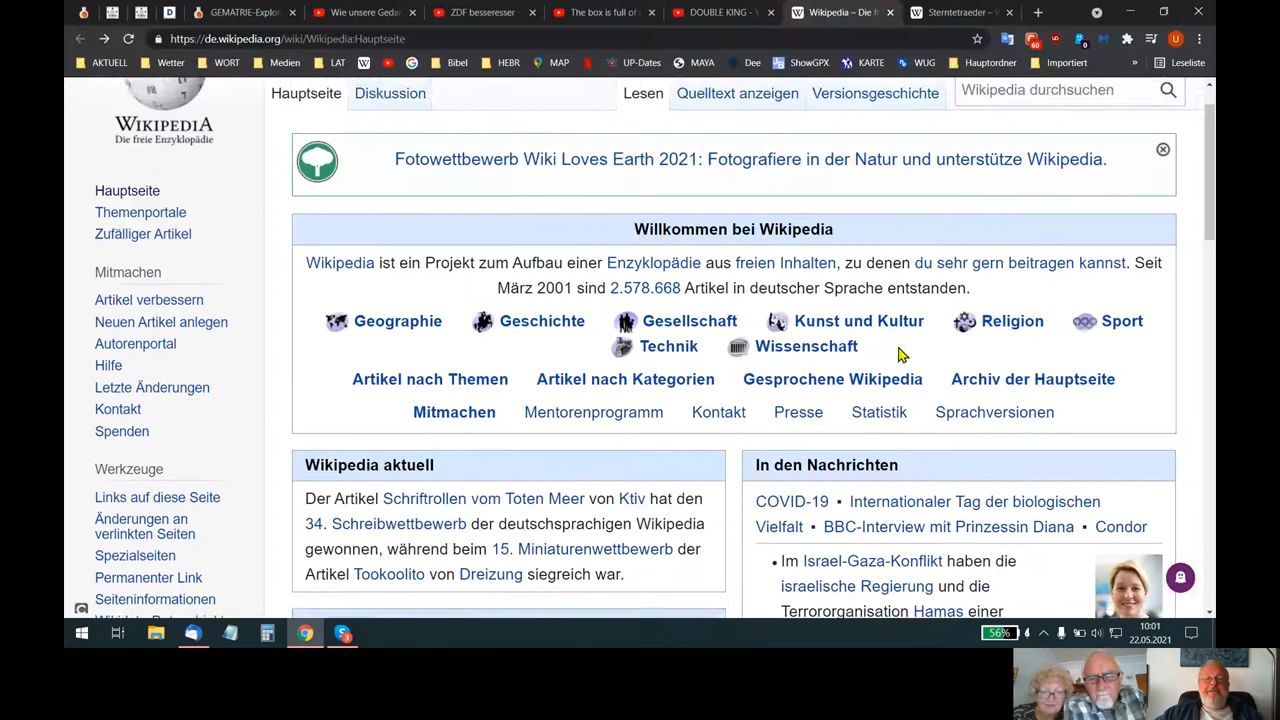 GEMATRIE-Explor
Wie unsere Gedar
ZDF besseresser -
The box is full of s
DOUBLE KING - V
Wikipedia – Die fr
Sterntetraeder – W
https://de.wikipedia.org/wiki/Wikipedia:Hauptseite
60
0
U
AKTUELL
Wetter
WORT
Medien
LAT
Bibel
HEBR
MAP
UP-Dates
MAYA
Dee
ShowGPX
KARTE
WUG
Hauptordner
Importiert
»
Leseliste
WIKIPEDIA
Die freie Enzyklopädie
Hauptseite
Diskussion
Lesen
Quelltext anzeigen
Versionsgeschichte
Wikipedia durchsuchen
Hauptseite
Themenportale
Zufälliger Artikel
Mitmachen
Artikel verbessern
Neuen Artikel anlegen
Autorenportal
Hilfe
Letzte Änderungen
Kontakt
Spenden
Werkzeuge
Links auf diese Seite
Änderungen an
verlinkten Seiten
Spezialseiten
Permanenter Link
Seiteninformationen
Fotowettbewerb Wiki Loves Earth 2021: Fotografiere in der Natur und unterstütze Wikipedia.
Willkommen bei Wikipedia
Wikipedia ist ein Projekt zum Aufbau einer Enzyklopädie aus freien Inhalten, zu denen du sehr gern beitragen kannst. Seit
März 2001 sind 2.578.668 Artikel in deutscher Sprache entstanden.
Geographie Geschichte Gesellschaft Kunst und Kultur Religion Sport
Technik Wissenschaft
Artikel nach Themen Artikel nach Kategorien Gesprochene Wikipedia Archiv der Hauptseite
Mitmachen Mentorenprogramm Kontakt Presse Statistik Sprachversionen
Wikipedia aktuell
Der Artikel Schriftrollen vom Toten Meer von Ktiv hat den
34. Schreibwettbewerb der deutschsprachigen Wikipedia
gewonnen, während beim 15. Miniaturenwettbewerb der
Artikel Tookoolito von Dreizung siegreich war.
In den Nachrichten
COVID-19 ▪ Internationaler Tag der biologischen
Vielfalt ▪ BBC-Interview mit Prinzessin Diana ▪ Condor
• Im Israel-Gaza-Konflikt haben die
israelische Regierung und die
Terrororganisation Hamas einer
56%
10:01
22.05.2021